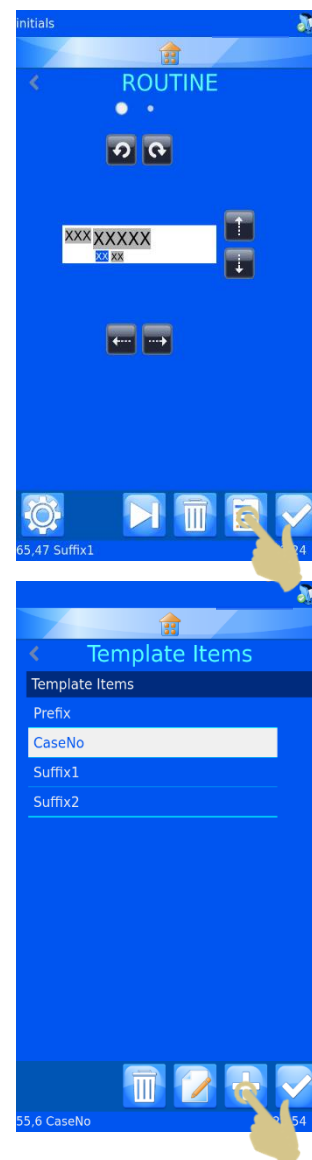 initials
ROUTINE
XXX XXXXX
XX XX
65,47 Suffix1 24
Template Items
Template Items
Prefix
CaseNo
Suffix1
Suffix2
55,6 CaseNo 54